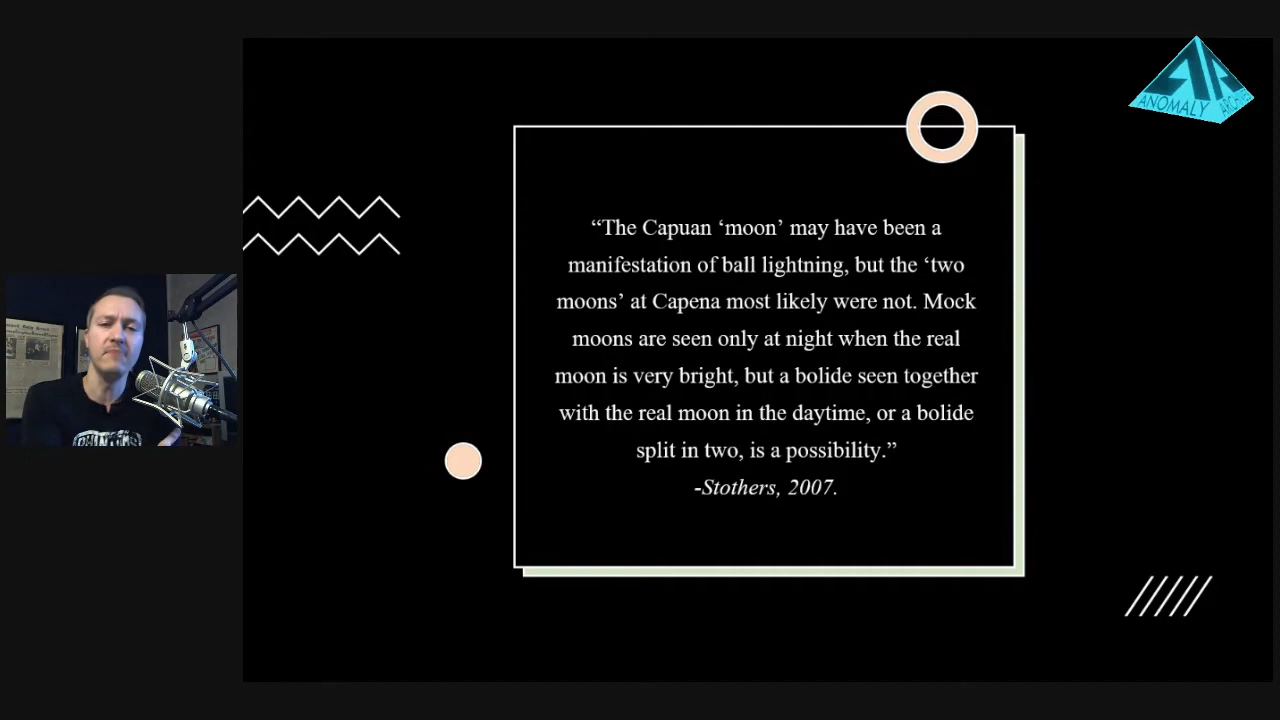 ANOMALY
“The Capuan ‘moon’ may have been a
manifestation of ball lightning, but the ‘two
moons’ at Capena most likely were not. Mock
moons are seen only at night when the real
moon is very bright, but a bolide seen together
with the real moon in the daytime, or a bolide
split in two, is a possibility.”
-Stothers, 2007.